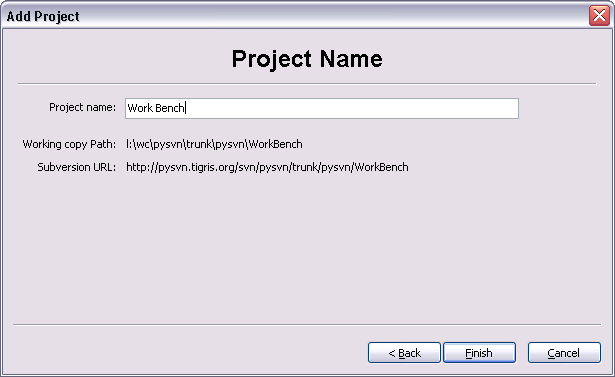 Add Project
Project Name
Project name: Work Bench
Working copy Path: l:\wc\pysvn\trunk\pysvn\WorkBench
Subversion URL: http://pysvn.tigris.org/svn/pysvn/trunk/pysvn/WorkBench
< Back Finish Cancel